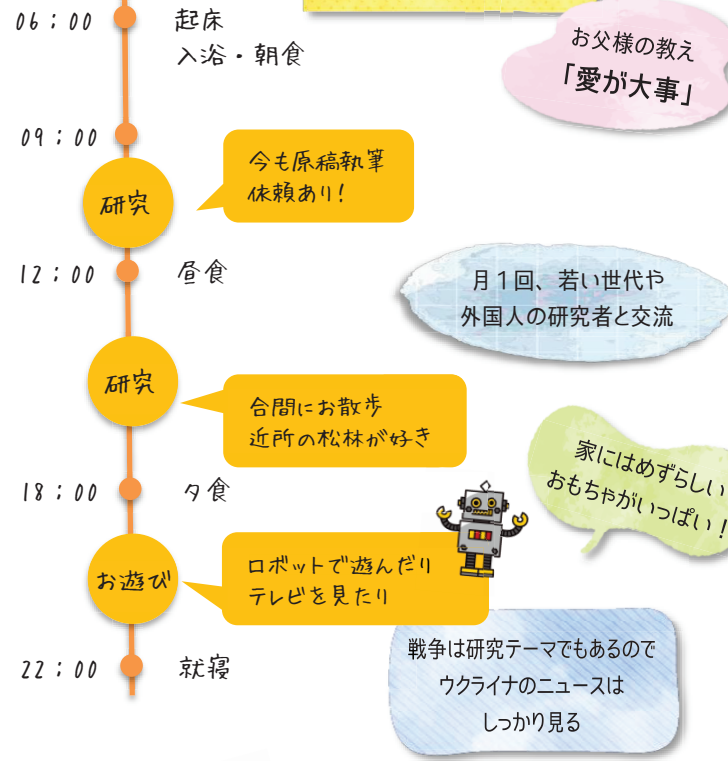 06:00 起床
入浴・朝食
お父様の教え
「愛が大事」
09:00
研究
今も原稿執筆
依頼あり!
12:00 昼食
月1回、若い世代や
外国人の研究者と交流
研究
合間にお散歩
近所の松林が好き
家にはめずらしい
おもちゃがいっぱい!
18:00 夕食
お遊び
ロボットで遊んだり
テレビを見たり
戦争は研究テーマでもあるので
ウクライナのニュースは
しっかり見る
22:00 就寝